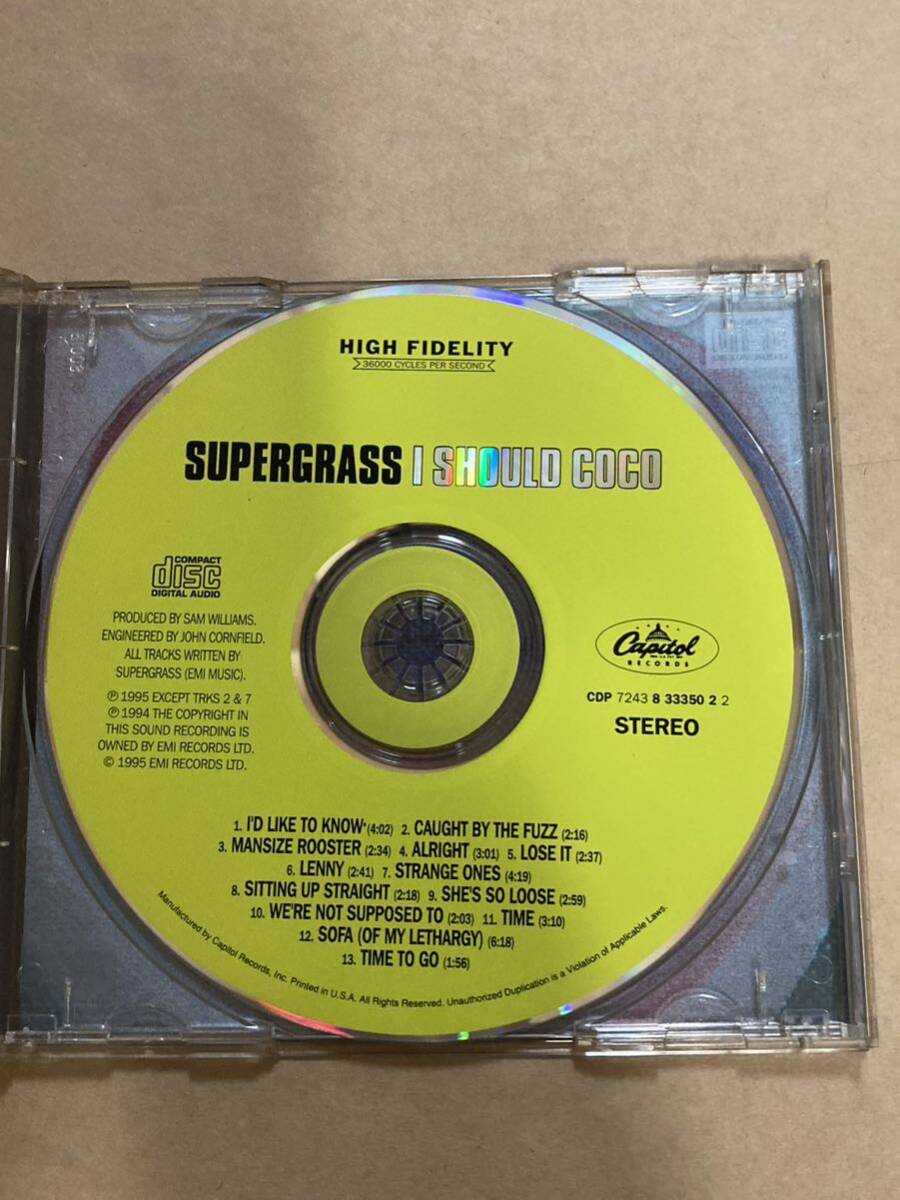 HIGH FIDELITY
36000 CYCLES PER SECOND
SUPERGRASS I SHOULD COCO
COMPACT
disc
DIGITAL AUDIO
PRODUCED BY SAM WILLIAMS.
ENGINEERED BY JOHN CORNFIELD.
ALL TRACKS WRITTEN BY
SUPERGRASS (EMI MUSIC).
℗ 1995 EXCEPT TRKS 2 & 7
℗ 1994 THE COPYRIGHT IN
THIS SOUND RECORDING IS
OWNED BY EMI RECORDS LTD.
© 1995 EMI RECORDS LTD.
Capitol
RECORDS
CDP 7243 8 33350 2 2
STEREO
1. I'D LIKE TO KNOW (4:02) 2. CAUGHT BY THE FUZZ (2:16)
3. MANSIZE ROOSTER (2:34) 4. ALRIGHT (3:01) 5. LOSE IT (2:37)
6. LENNY (2:41) 7. STRANGE ONES (4:19)
8. SITTING UP STRAIGHT (2:18) 9. SHE'S SO LOOSE (2:59)
10. WE'RE NOT SUPPOSED TO (2:03) 11. TIME (3:10)
12. SOFA (OF MY LETHARGY) (6:18)
13. TIME TO GO (1:56)
Manufactured by Capitol Records, Inc. Printed in U.S.A. All Rights Reserved. Unauthorized Duplication is a Violation of Applicable Laws.